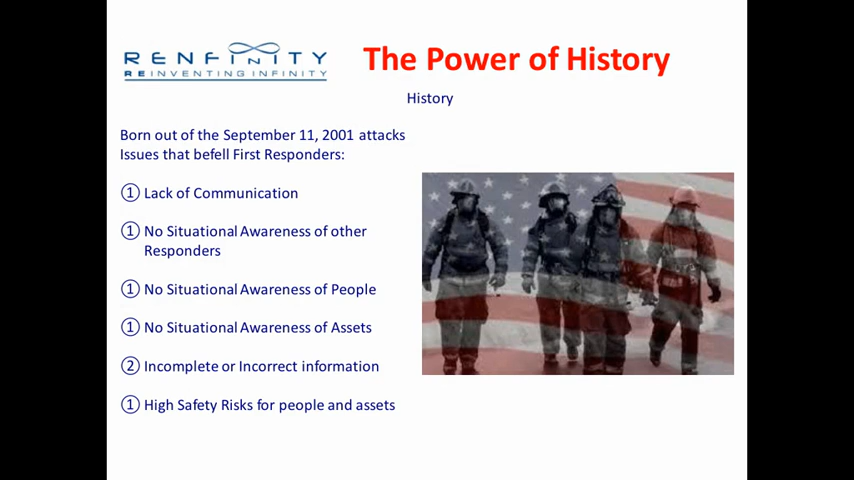 RENFINITY
REINVENTING INFINITY
The Power of History
History
Born out of the September 11, 2001 attacks
Issues that befell First Responders:
① Lack of Communication
① No Situational Awareness of other
Responders
① No Situational Awareness of People
① No Situational Awareness of Assets
② Incomplete or Incorrect information
① High Safety Risks for people and assets